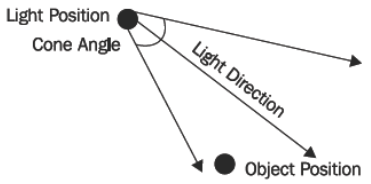 Light Position
Cone Angle
Light Direction
Object Position